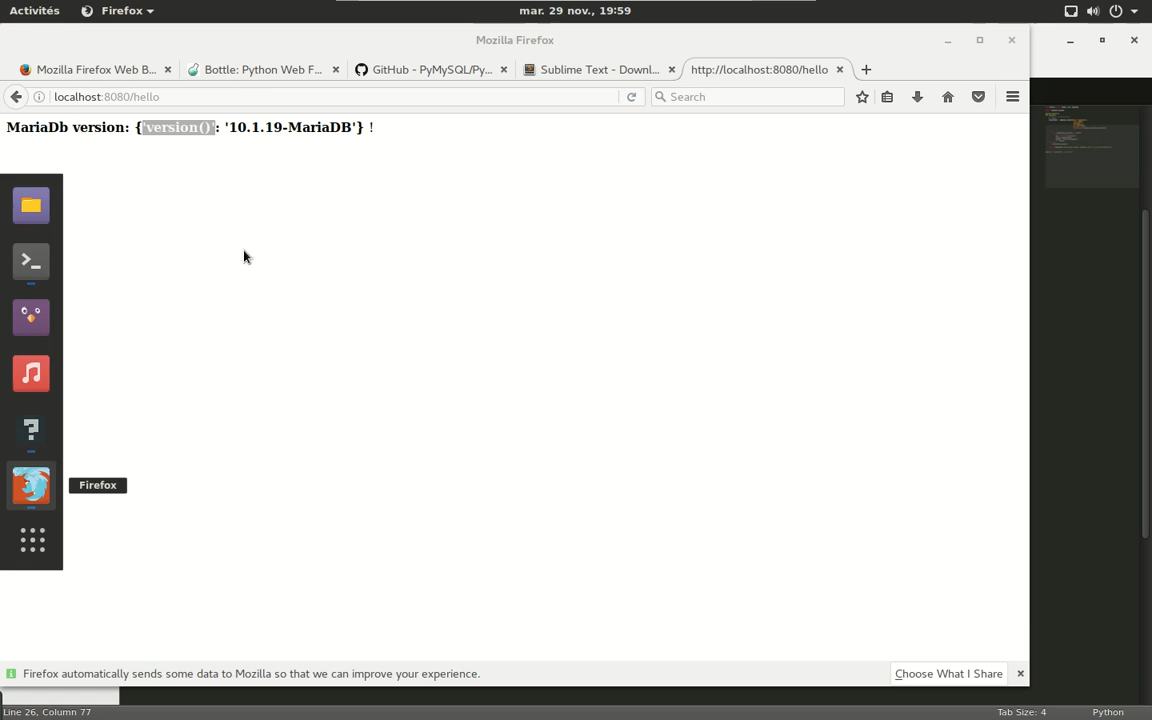 Activités Firefox mar. 29 nov., 19:59
Mozilla Firefox
Mozilla Firefox Web B... Bottle: Python Web F... GitHub - PyMySQL/Py... Sublime Text - Downl... http://localhost:8080/hello
localhost:8080/hello Search
MariaDb version: {'version()': '10.1.19-MariaDB'} !
Firefox
Firefox automatically sends some data to Mozilla so that we can improve your experience. Choose What I Share
Line 26, Column 77 Tab Size: 4 Python